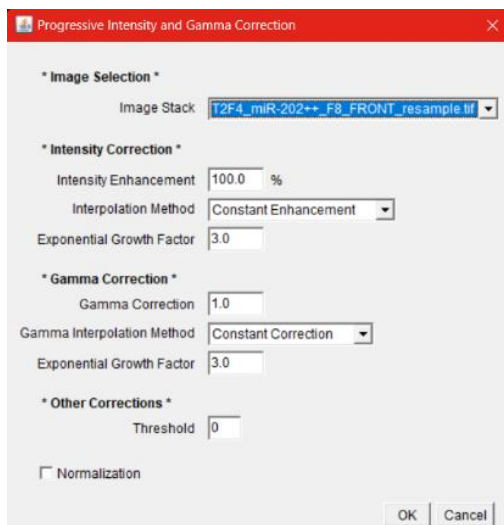 Progressive Intensity and Gamma Correction
* Image Selection *
Image Stack T2F4_miR-202++_F8_FRONT_resample.tif
* Intensity Correction *
Intensity Enhancement 100.0 %
Interpolation Method Constant Enhancement
Exponential Growth Factor 3.0
* Gamma Correction *
Gamma Correction 1.0
Gamma Interpolation Method Constant Correction
Exponential Growth Factor 3.0
* Other Corrections *
Threshold 0
Normalization
OK Cancel